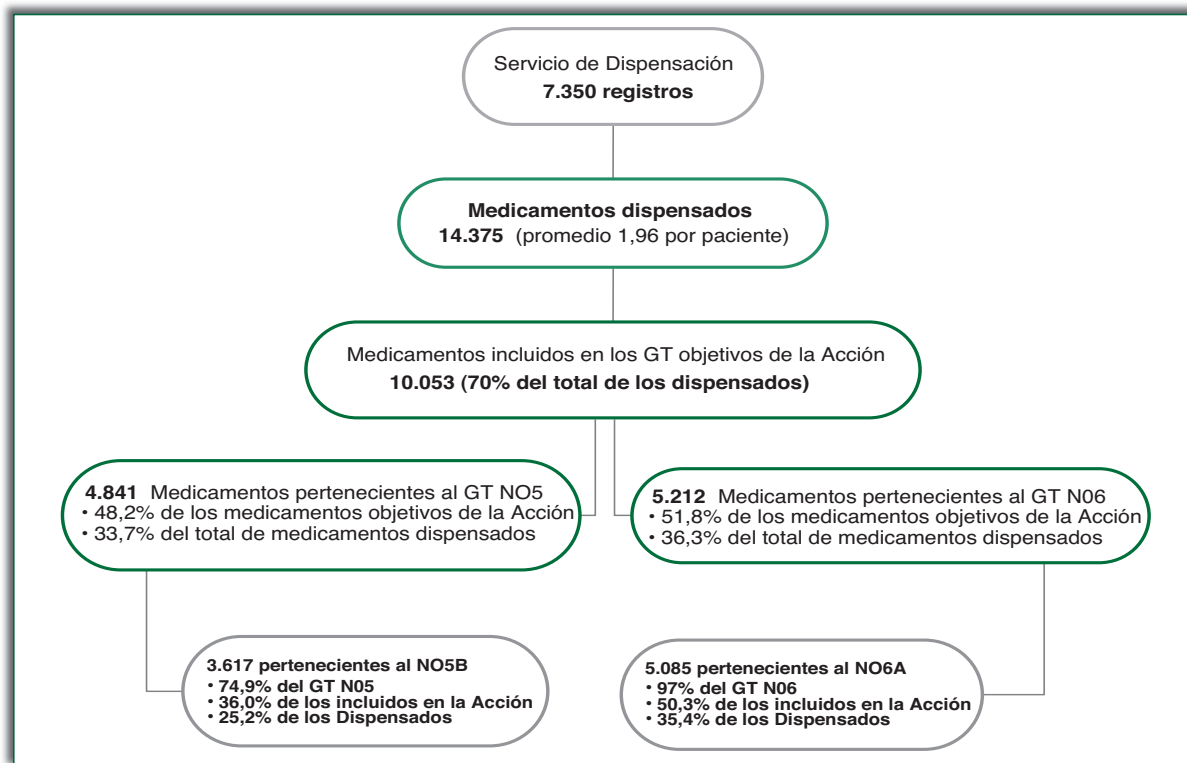 Servicio de Dispensación
7.350 registros
Medicamentos dispensados
14.375 (promedio 1,96 por paciente)
Medicamentos incluidos en los GT objetivos de la Acción
10.053 (70% del total de los dispensados)
4.841 Medicamentos pertenecientes al GT NO5
• 48,2% de los medicamentos objetivos de la Acción
• 33,7% del total de medicamentos dispensados
5.212 Medicamentos pertenecientes al GT N06
• 51,8% de los medicamentos objetivos de la Acción
• 36,3% del total de medicamentos dispensados
3.617 pertenecientes al NO5B
• 74,9% del GT N05
• 36,0% de los incluidos en la Acción
• 25,2% de los Dispensados
5.085 pertenecientes al NO6A
• 97% del GT N06
• 50,3% de los incluidos en la Acción
• 35,4% de los Dispensados